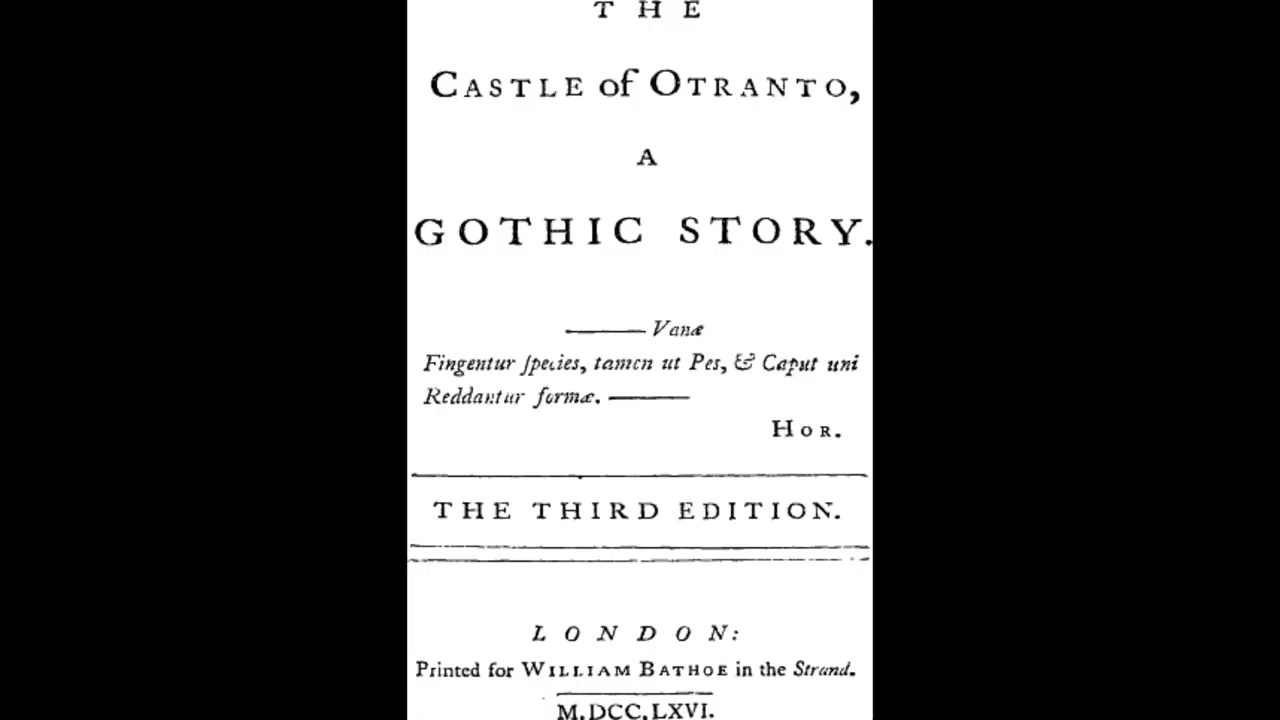 THE
CASTLE of OTRANTO,
A
GOTHIC STORY.
——— Vanæ
Fingentur ſpecies, tamen ut Pes, & Caput uni
Reddantur formæ. ———
HOR.
THE THIRD EDITION.
LONDON:
Printed for WILLIAM BATHOE in the Strand.
M.DCC.LXVI.